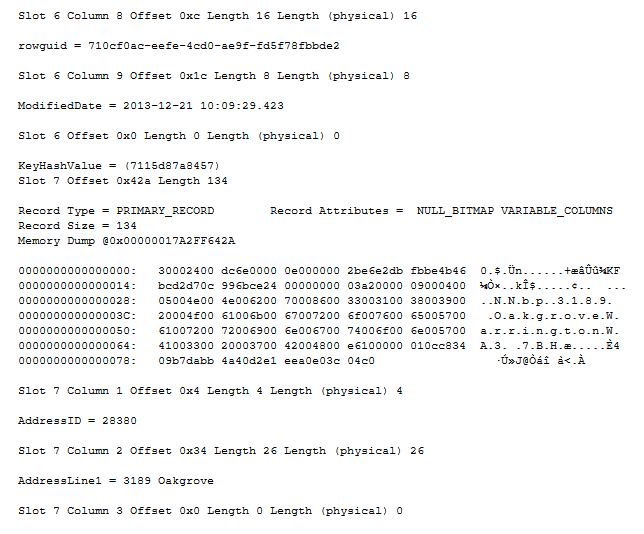 Slot 6 Column 8 Offset 0xc Length 16 Length (physical) 16
rowguid = 710cf0ac-eefe-4cd0-ae9f-fd5f78fbbde2
Slot 6 Column 9 Offset 0x1c Length 8 Length (physical) 8
ModifiedDate = 2013-12-21 10:09:29.423
Slot 6 Offset 0x0 Length 0 Length (physical) 0
KeyHashValue = (7115d87a8457)
Slot 7 Offset 0x42a Length 134
Record Type = PRIMARY_RECORD        Record Attributes =  NULL_BITMAP VARIABLE_COLUMNS
Record Size = 134
Memory Dump @0x00000017A2FF642A
0000000000000000:   30002400 dc6e0000 0e000000 2be6e2db fbbe4b46  0.$.Ün......+æâÛû¾KF
0000000000000014:   bcd2d70c 996bce24 00000000 03a20000 09000400  ¼Ò×..kÎ$.....¢..  ....
0000000000000028:   05004e00 4e006200 70008600 33003100 38003900  ..N.N.b.p...3.1.8.9.
000000000000003C:   20004f00 61006b00 67007200 6f007600 65005700   .O.a.k.g.r.o.v.e.W.
0000000000000050:   61007200 72006900 6e006700 74006f00 6e005700  a.r.r.i.n.g.t.o.n.W.
0000000000000064:   41003300 20003700 42004800 e6100000 010cc834  A.3. .7.B.H.æ.....È4
0000000000000078:   09b7dabb 4a40d2e1 eea0e03c 04c0               ·Ú»J@Òáî à<.À
Slot 7 Column 1 Offset 0x4 Length 4 Length (physical) 4
AddressID = 28380
Slot 7 Column 2 Offset 0x34 Length 26 Length (physical) 26
AddressLine1 = 3189 Oakgrove
Slot 7 Column 3 Offset 0x0 Length 0 Length (physical) 0